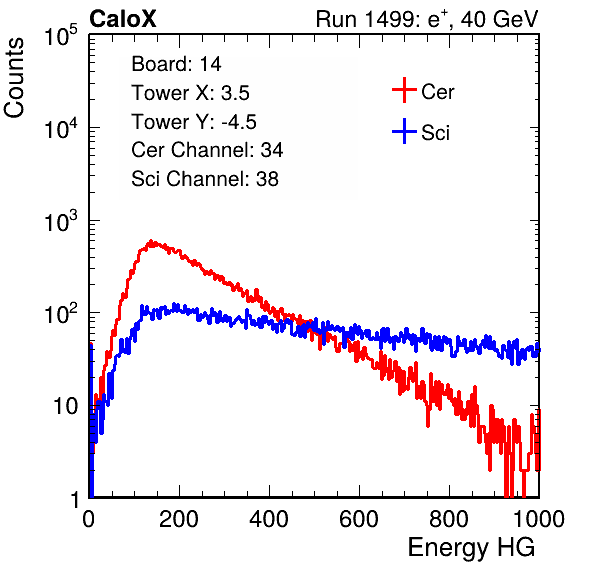 CaloX Run 1499: e⁺, 40 GeV
Board: 14
Tower X: 3.5
Tower Y: -4.5
Cer Channel: 34
Sci Channel: 38
Cer
Sci
Counts
10⁵
10⁴
10³
10²
10
1
0 200 400 600 800 1000
Energy HG